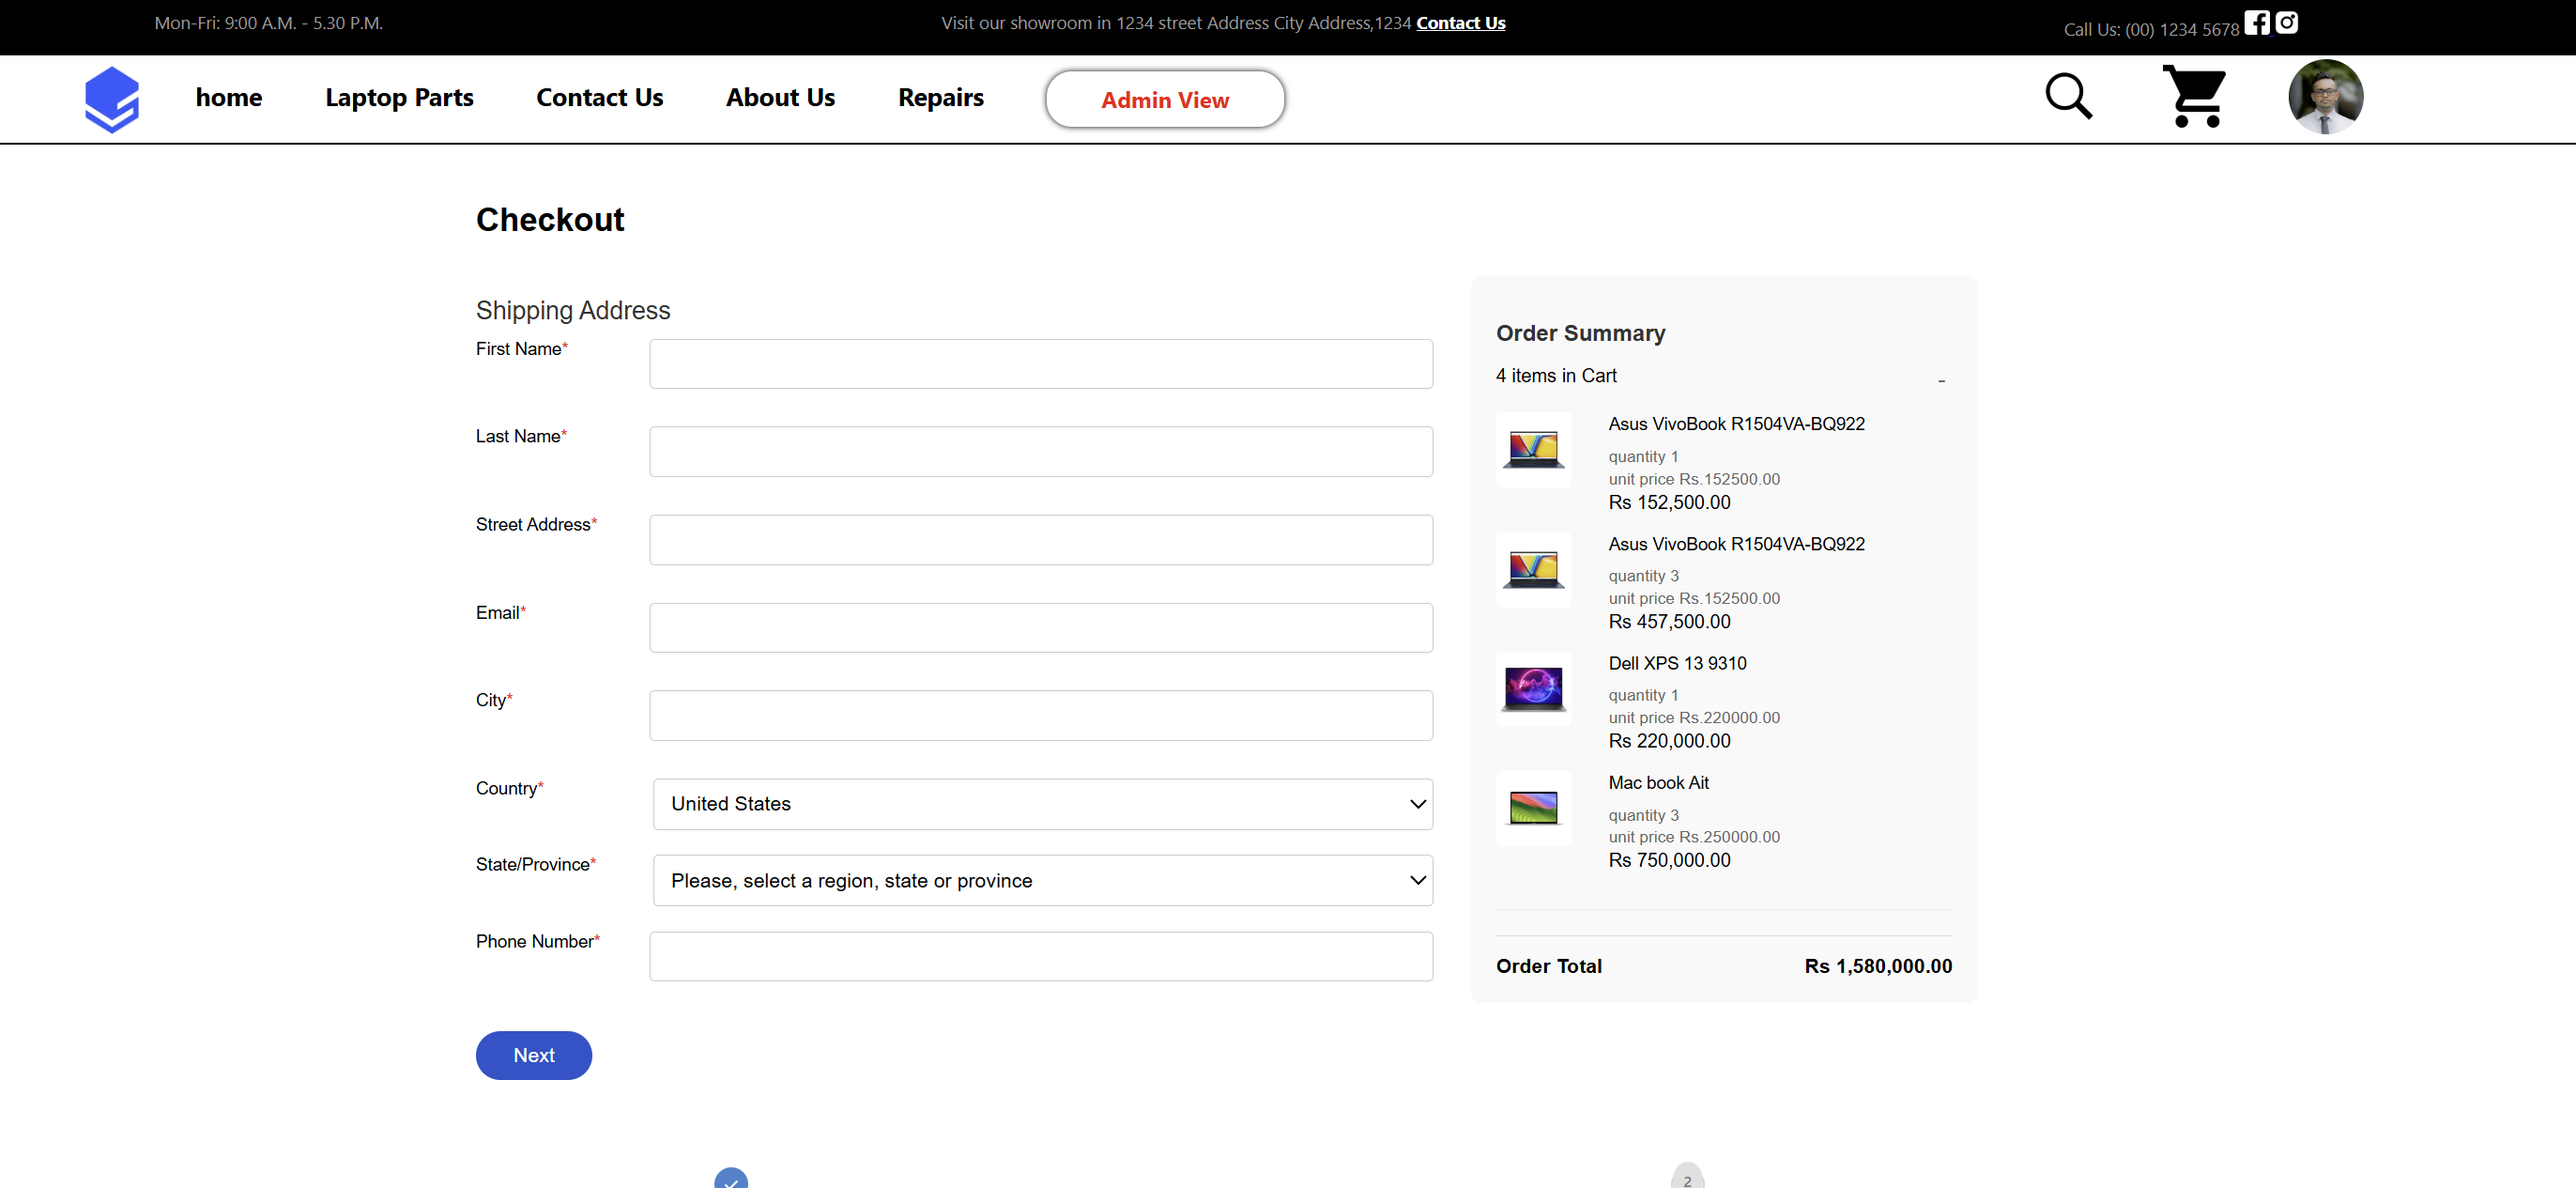 Mon-Fri: 9:00 A.M. - 5.30 P.M.
Visit our showroom in 1234 street Address City Address,1234 Contact Us
Call Us: (00) 1234 5678
home
Laptop Parts
Contact Us
About Us
Repairs
Admin View
Checkout
Shipping Address
First Name*
Last Name*
Street Address*
Email*
City*
Country*
United States
State/Province*
Please, select a region, state or province
Phone Number*
Next
Order Summary
4 items in Cart
-
Asus VivoBook R1504VA-BQ922
quantity 1
unit price Rs.152500.00
Rs 152,500.00
Asus VivoBook R1504VA-BQ922
quantity 3
unit price Rs.152500.00
Rs 457,500.00
Dell XPS 13 9310
quantity 1
unit price Rs.220000.00
Rs 220,000.00
Mac book Ait
quantity 3
unit price Rs.250000.00
Rs 750,000.00
Order Total
Rs 1,580,000.00
2